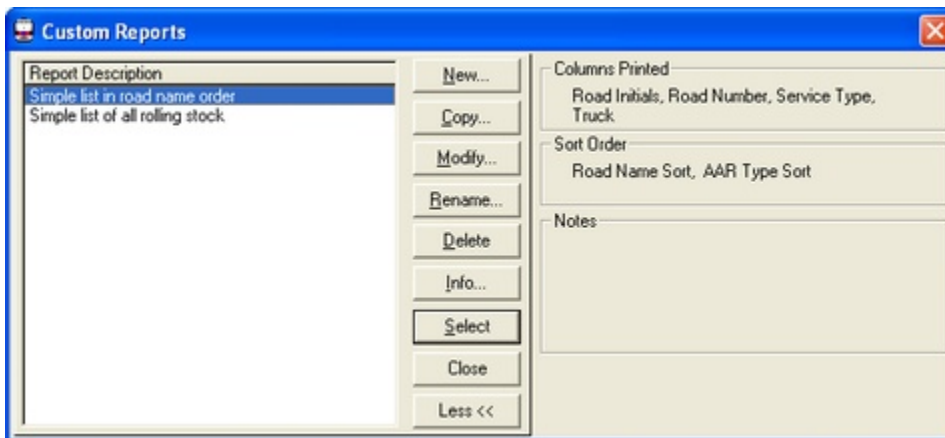 Custom Reports
Report Description
Simple list in road name order
Simple list of all rolling stock
New...
Copy...
Modify...
Rename...
Delete
Info...
Select
Close
Less <<
Columns Printed
Road Initials, Road Number, Service Type,
Truck
Sort Order
Road Name Sort, AAR Type Sort
Notes